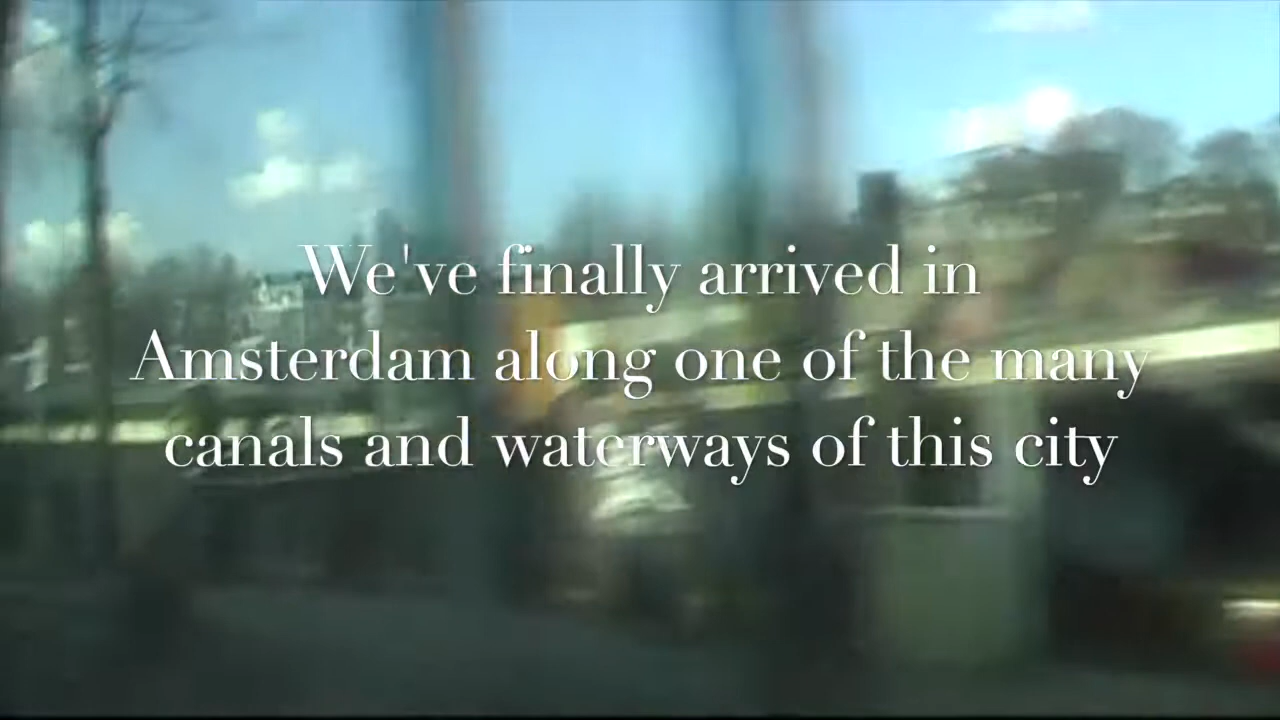 We've finally arrived in
Amsterdam along one of the many
canals and waterways of this city